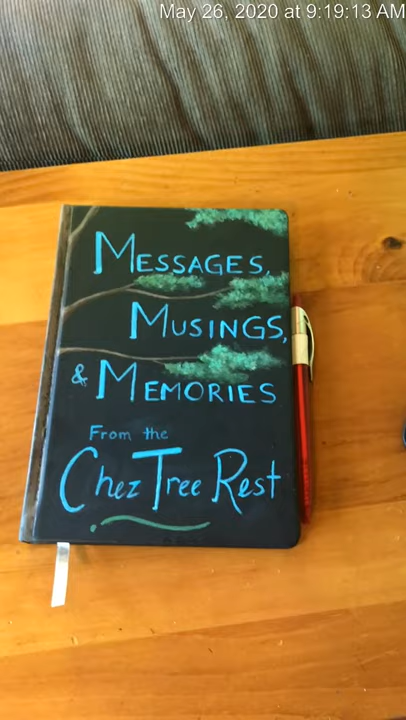 May 26, 2020 at 9:19:13 AM
MESSAGES,
MUSINGS,
& MEMORIES
From the
Chez Tree Rest